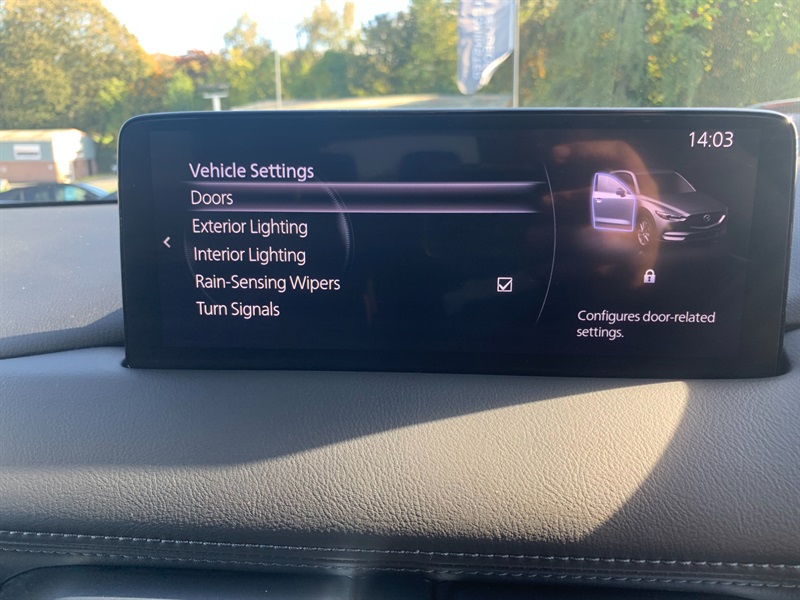 14:03
Vehicle Settings
Doors
Exterior Lighting
Interior Lighting
Rain-Sensing Wipers
Turn Signals
Configures door-related
settings.